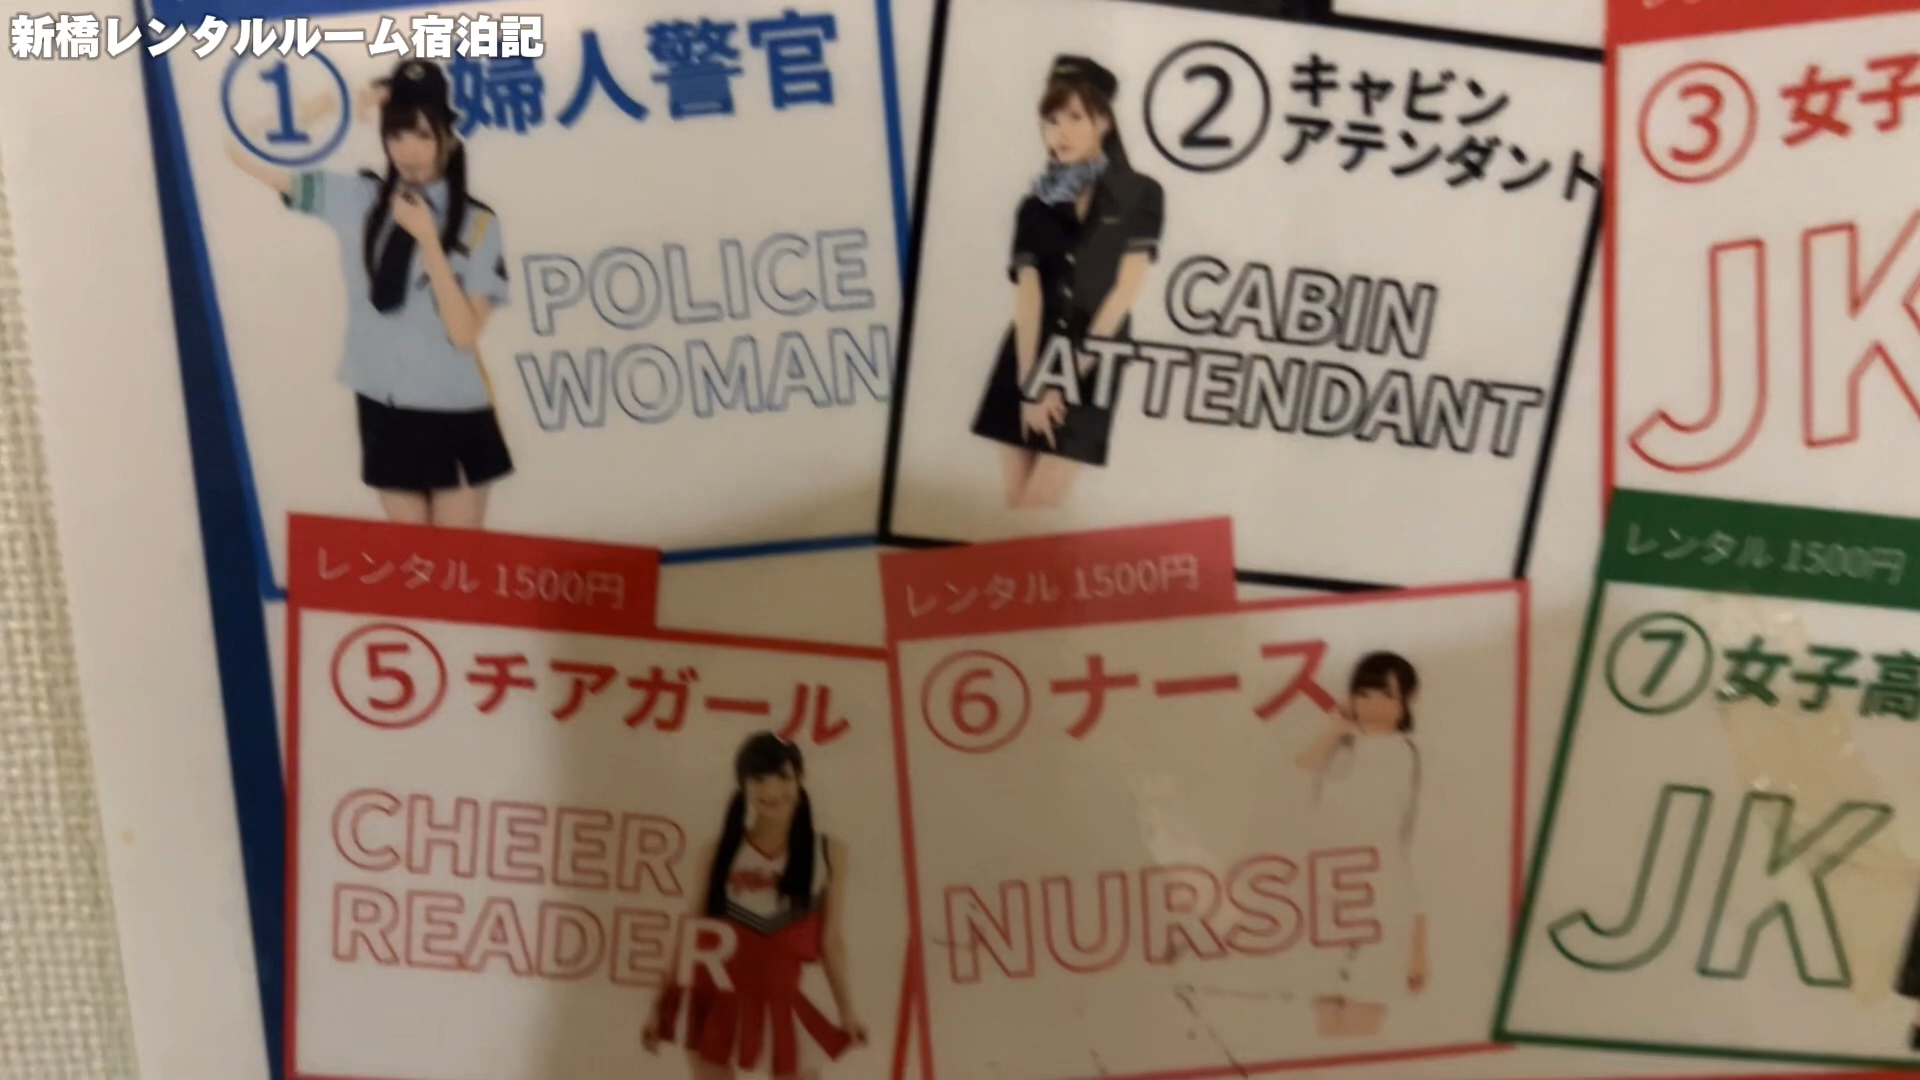 新橋レンタルルーム宿泊記
① 婦人警官
POLICE
WOMAN
② キャビン
アテンダント
CABIN
ATTENDANT
③ 女子
JK
レンタル 1500円
⑤ チアガール
CHEER
READER
レンタル 1500円
⑥ ナース
NURSE
レンタル 1500円
⑦ 女子高
JK